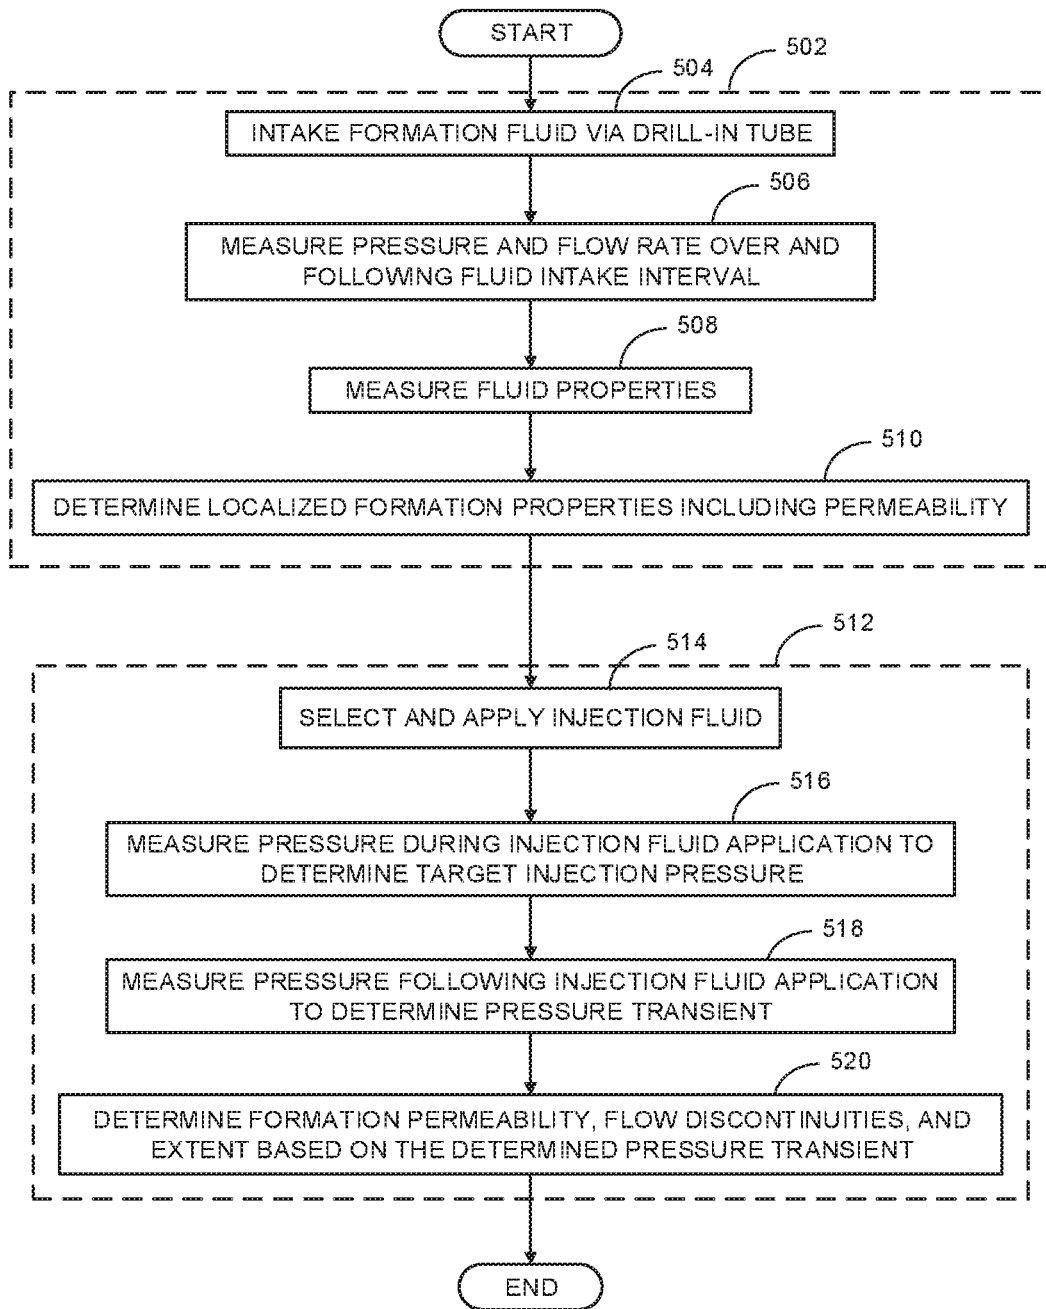 START
502
504
INTAKE FORMATION FLUID VIA DRILL-IN TUBE
506
MEASURE PRESSURE AND FLOW RATE OVER AND
FOLLOWING FLUID INTAKE INTERVAL
508
MEASURE FLUID PROPERTIES
510
DETERMINE LOCALIZED FORMATION PROPERTIES INCLUDING PERMEABILITY
512
514
SELECT AND APPLY INJECTION FLUID
516
MEASURE PRESSURE DURING INJECTION FLUID APPLICATION TO
DETERMINE TARGET INJECTION PRESSURE
518
MEASURE PRESSURE FOLLOWING INJECTION FLUID APPLICATION
TO DETERMINE PRESSURE TRANSIENT
520
DETERMINE FORMATION PERMEABILITY, FLOW DISCONTINUITIES, AND
EXTENT BASED ON THE DETERMINED PRESSURE TRANSIENT
END